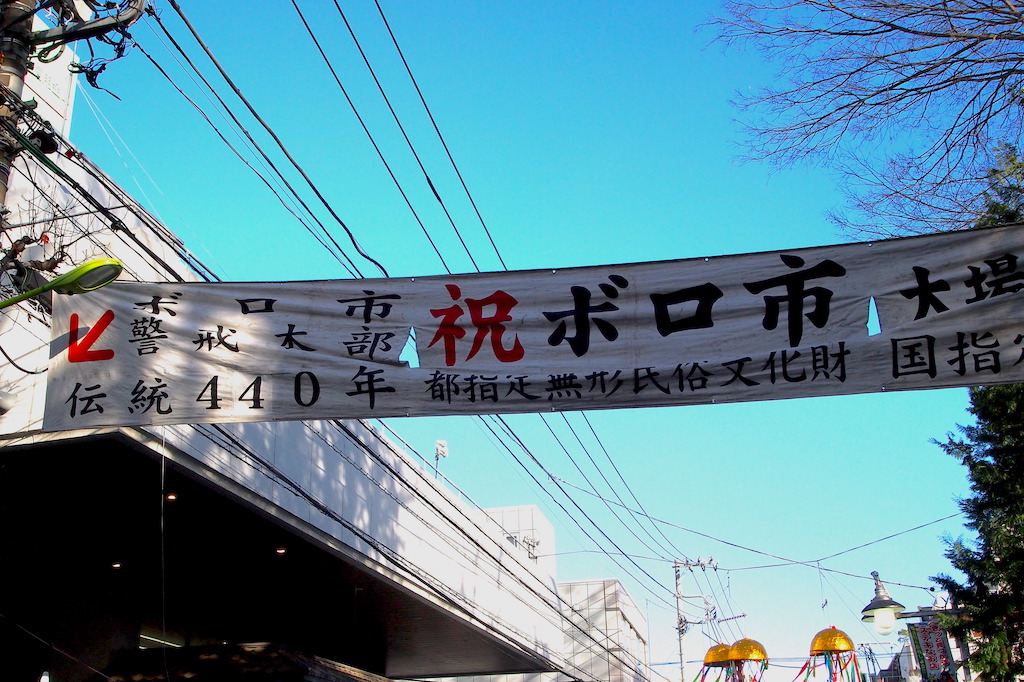 ボロ市
警戒本部
伝統440年
祝ボロ市
都指定無形民俗文化財
大場
国指定